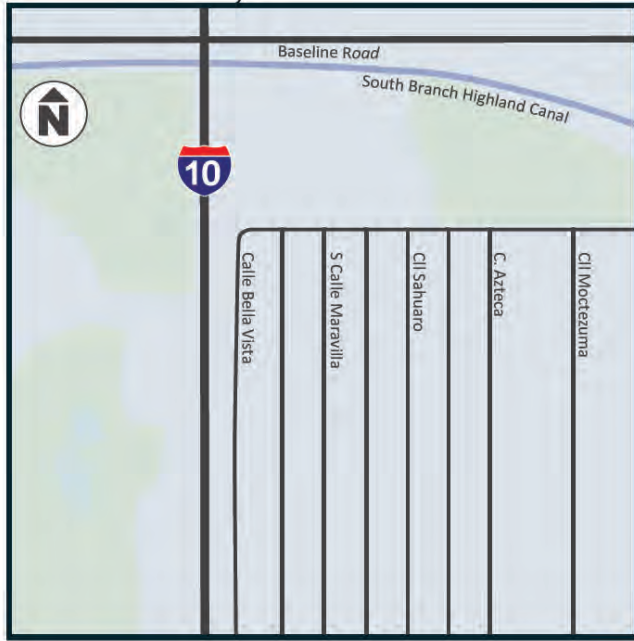 Baseline Road
South Branch Highland Canal
N
10
Calle Bella Vista
S Calle Maravilla
Cll Sahuaro
C. Azteca
Cll Moctezuma